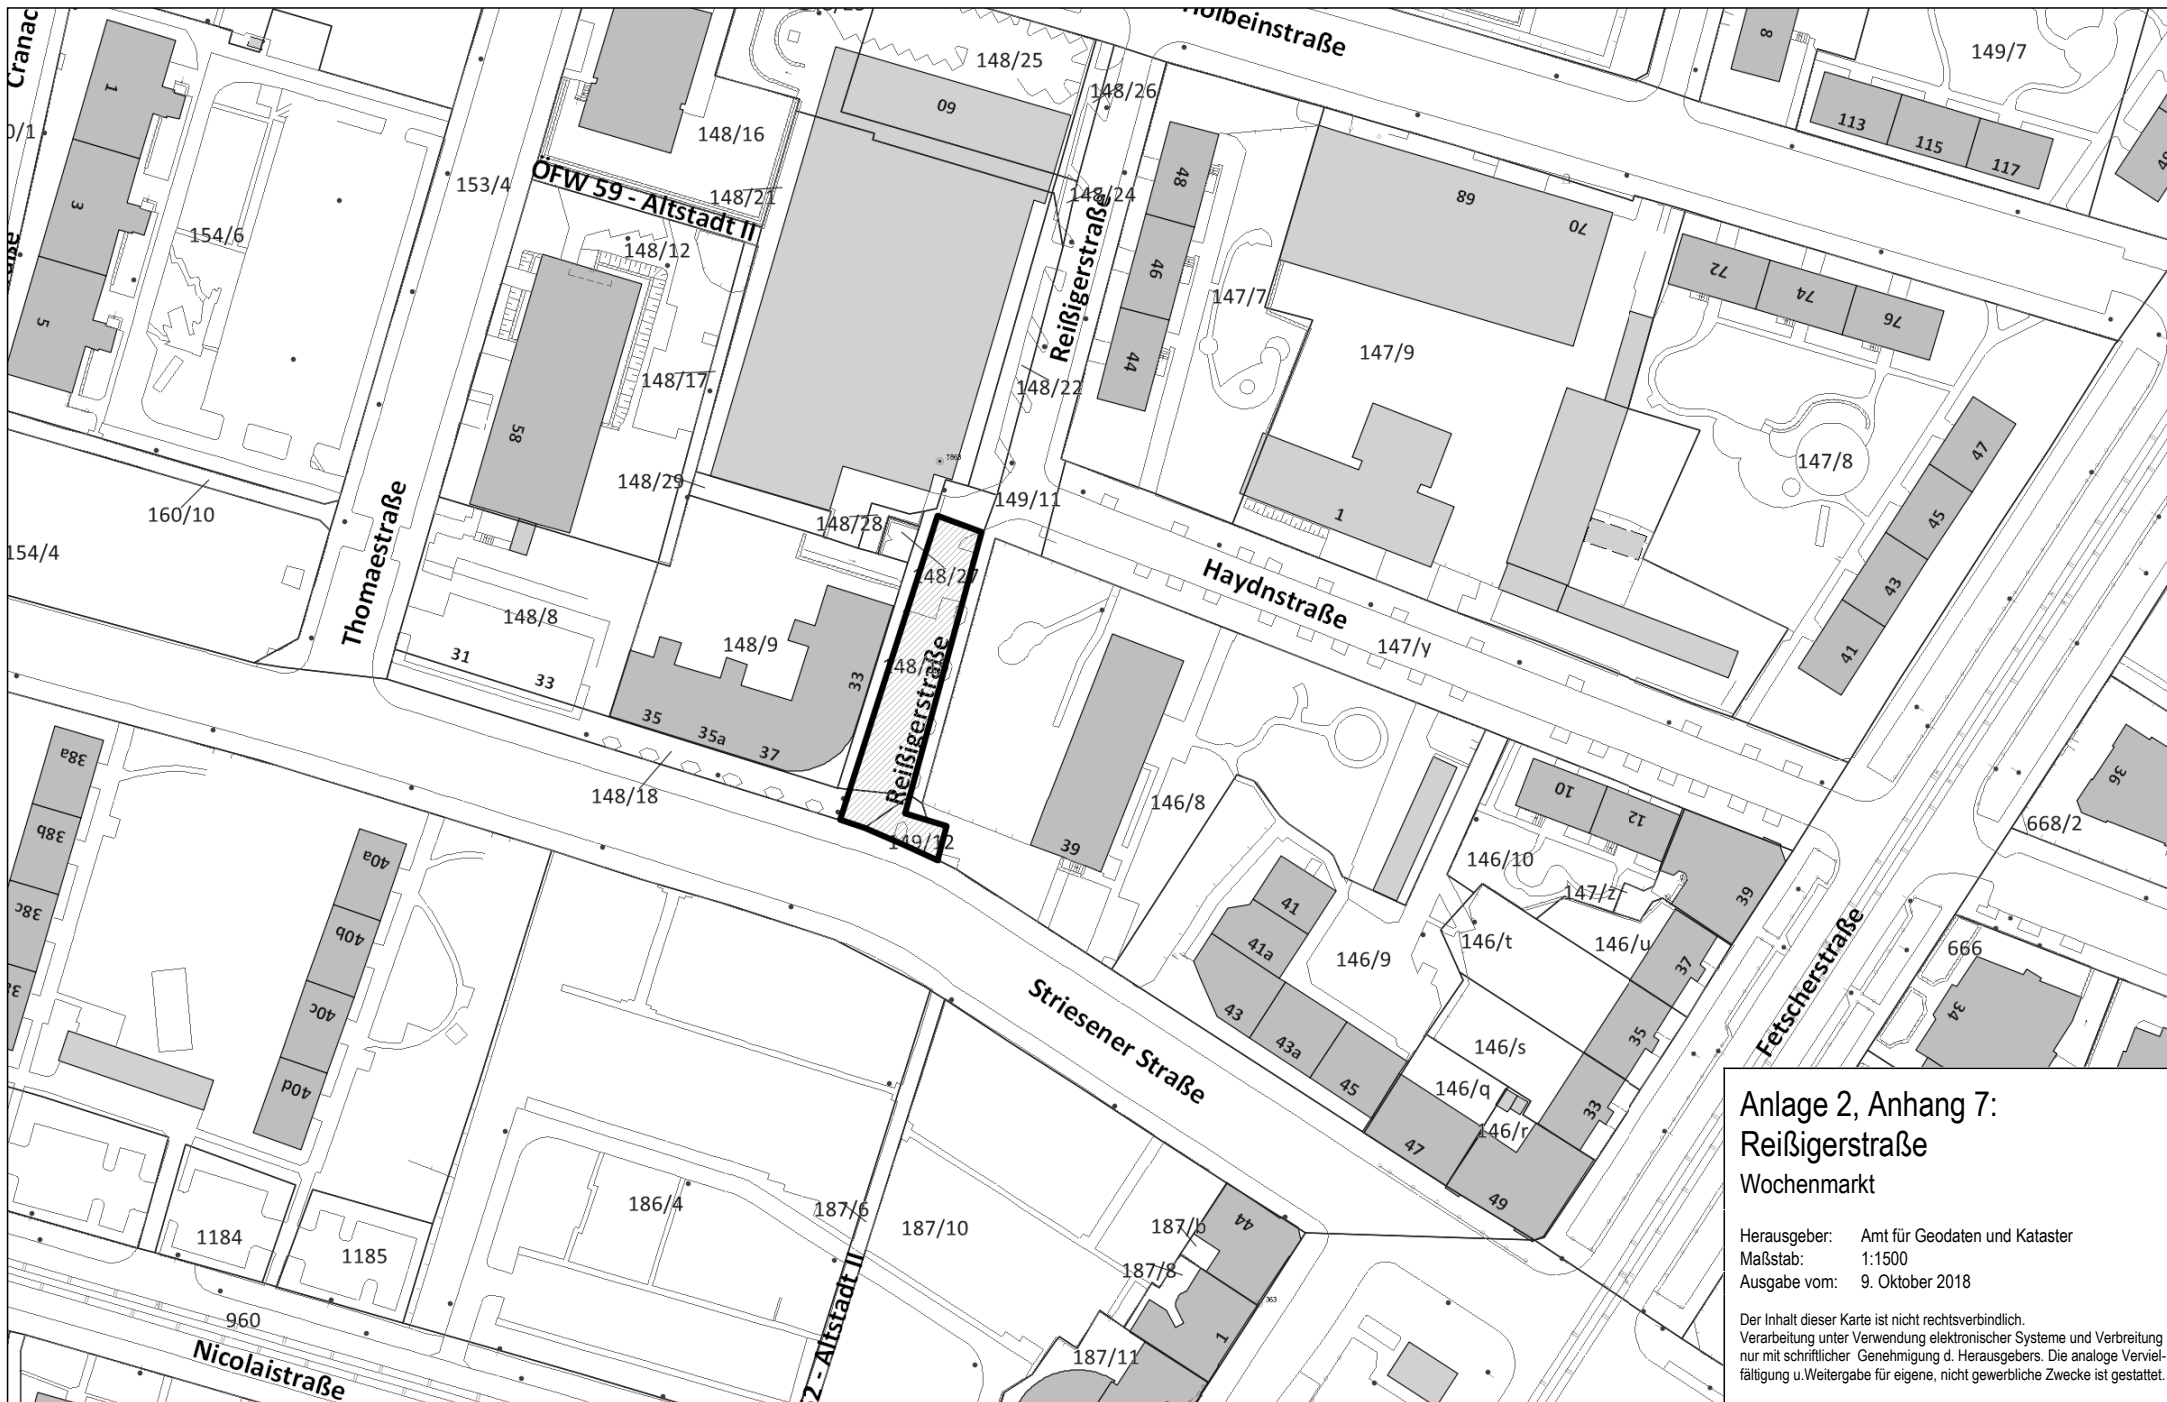 Cranac
Holbeinstraße
148/25
148/26
60
8
149/7
113
115
117
1
0/1
3
154/6
5
153/4
148/16
ÖFW 59 - Altstadt II
148/21
148/12
148/24
Reißigerstraße
48
46
44
68
70
147/7
147/9
72
74
76
147/8
47
45
43
41
148/17
148/22
58
148/29
7863
149/11
160/10
154/4
Thomaestraße
148/28
148/27
1
Haydnstraße
147/y
148/8
148/9
31
33
35
35a
37
33
Reißigerstraße
148/18
149/12
38a
38b
38c
40a
40b
40c
40d
39
146/8
10
12
39
146/10
147/z
146/t
146/u
37
35
33
146/s
146/q
146/r
146/9
41
41a
43
43a
45
47
49
Striesener Straße
Fetscherstraße
36
668/2
666
34
186/4
187/6
187/10
187/b
44
187/8
363
1
187/11
2 - Altstadt II
1184
1185
960
Nicolaistraße
Anlage 2, Anhang 7:
Reißigerstraße
Wochenmarkt
Herausgeber: Amt für Geodaten und Kataster
Maßstab: 1:1500
Ausgabe vom: 9. Oktober 2018
Der Inhalt dieser Karte ist nicht rechtsverbindlich.
Verarbeitung unter Verwendung elektronischer Systeme und Verbreitung
nur mit schriftlicher Genehmigung d. Herausgebers. Die analoge Verviel-
fältigung u.Weitergabe für eigene, nicht gewerbliche Zwecke ist gestattet.